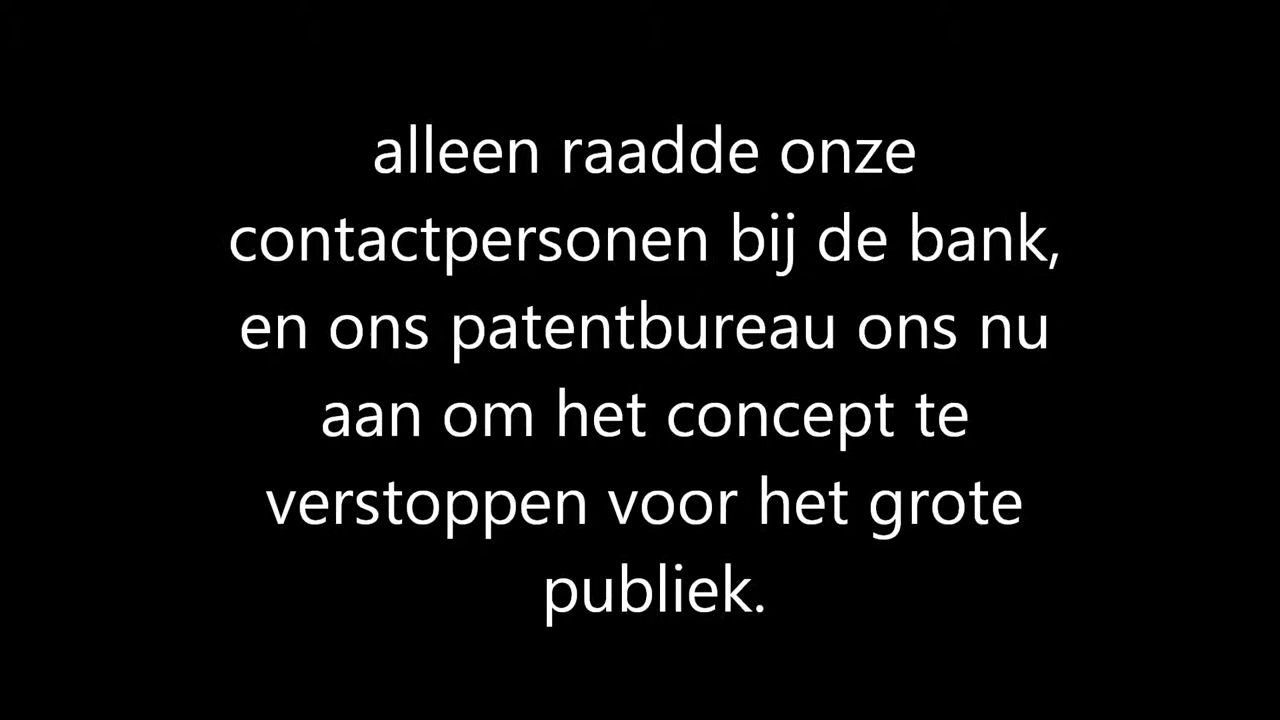 alleen raadde onze
contactpersonen bij de bank,
en ons patentbureau ons nu
aan om het concept te
verstoppen voor het grote
publiek.